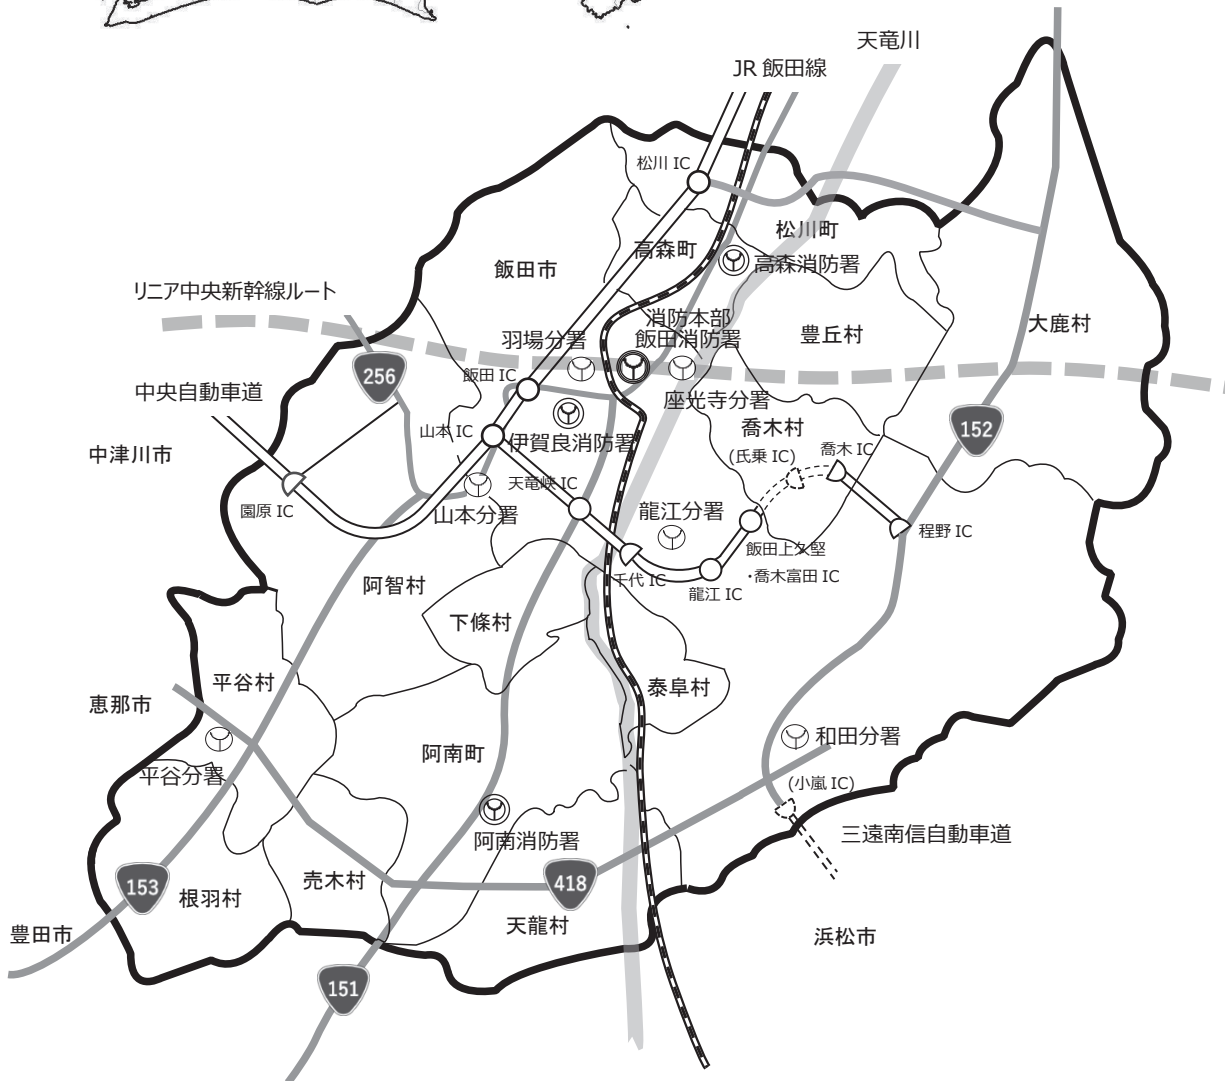 天竜川
JR 飯田線
松川 IC
松川町
高森町
高森消防署
飯田市
リニア中央新幹線ルート
消防本部
飯田消防署
羽場分署
豊丘村
大鹿村
256
飯田 IC
中央自動車道
座光寺分署
喬木村
152
山本 IC
伊賀良消防署
(氏乗 IC)
喬木 IC
中津川市
天竜峡 IC
園原 IC
山本分署
龍江分署
程野 IC
飯田上久堅
・喬木富田 IC
千代 IC
龍江 IC
阿智村
下條村
平谷村
泰阜村
恵那市
和田分署
阿南町
平谷分署
(小嵐 IC)
阿南消防署
三遠南信自動車道
153
売木村
418
根羽村
天龍村
豊田市
浜松市
151